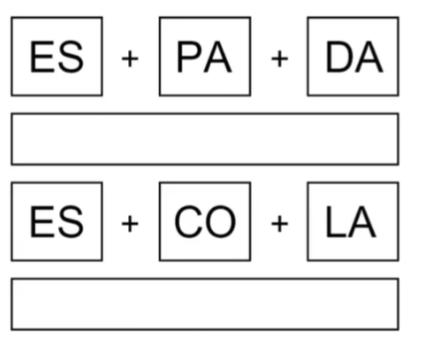 ES + PA + DA
ES + CO + LA